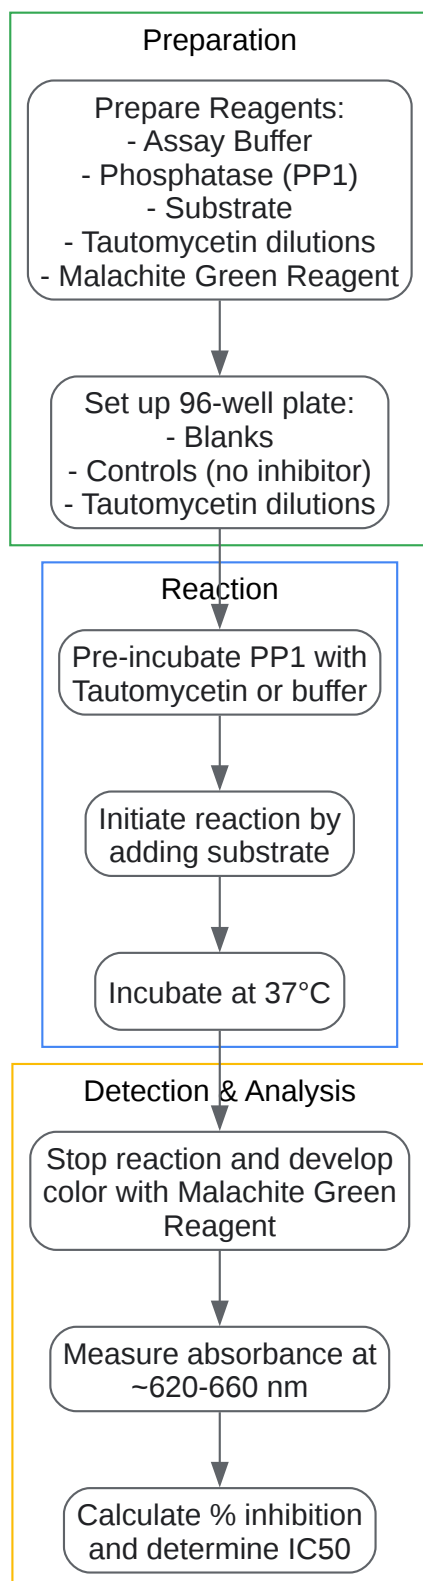 Preparation
Prepare Reagents:
- Assay Buffer
- Phosphatase (PP1)
- Substrate
- Tautomycetin dilutions
- Malachite Green Reagent
Set up 96-well plate:
- Blanks
- Controls (no inhibitor)
- Tautomycetin dilutions
Reaction
Pre-incubate PP1 with
Tautomycetin or buffer
Initiate reaction by
adding substrate
Incubate at 37°C
Detection & Analysis
Stop reaction and develop
color with Malachite Green
Reagent
Measure absorbance at
~620-660 nm
Calculate % inhibition
and determine IC50